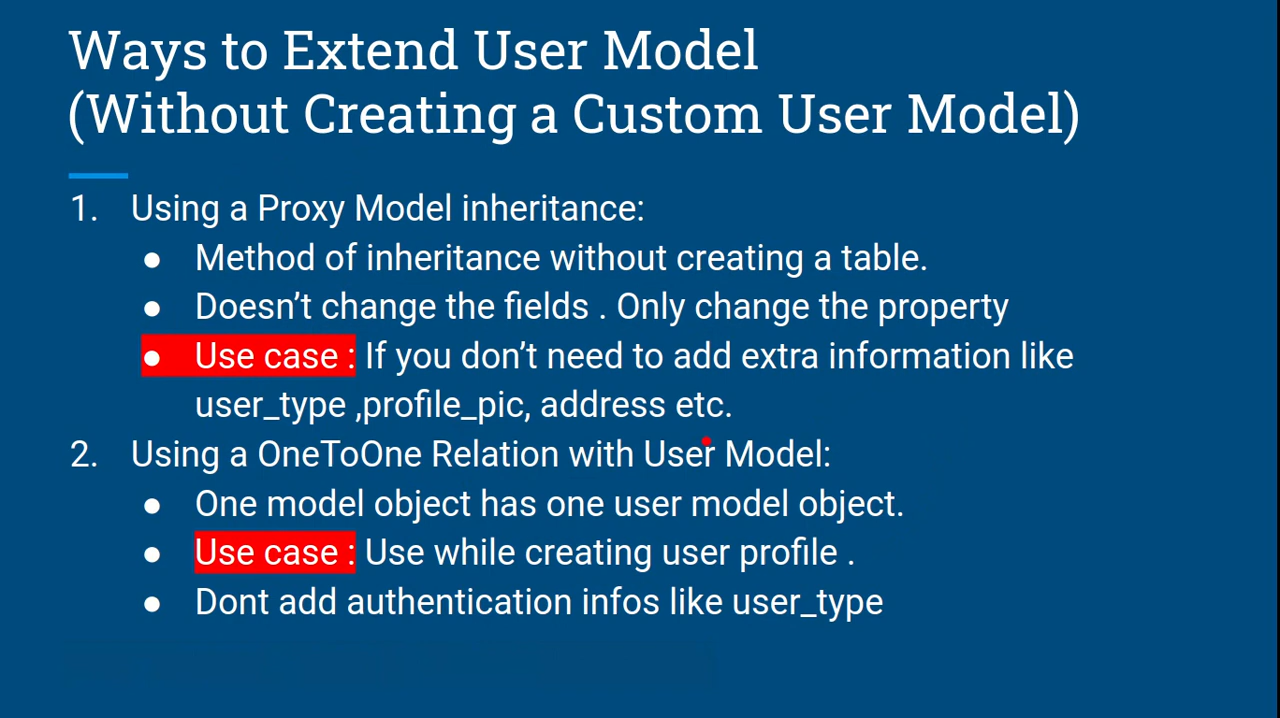 Ways to Extend User Model
(Without Creating a Custom User Model)
1. Using a Proxy Model inheritance:
● Method of inheritance without creating a table.
● Doesn’t change the fields . Only change the property
● Use case : If you don’t need to add extra information like
user_type ,profile_pic, address etc.
2. Using a OneToOne Relation with User Model:
● One model object has one user model object.
● Use case : Use while creating user profile .
● Dont add authentication infos like user_type